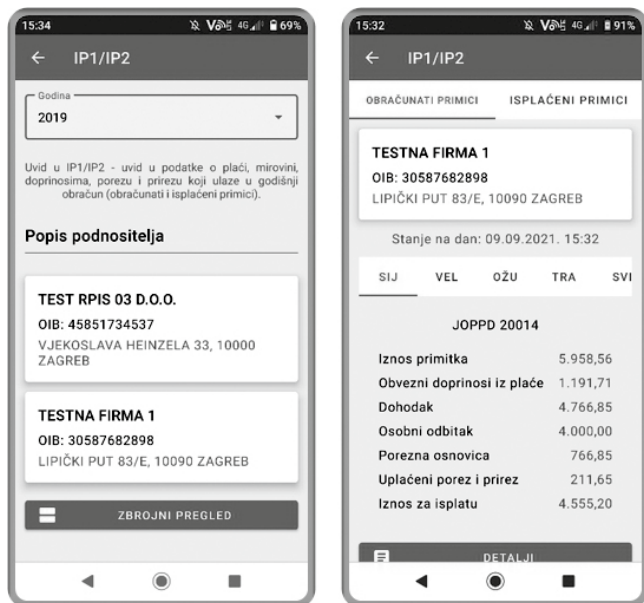 15:34
Vo 4G 69%
IP1/IP2
Godina
2019
Uvid u IP1/IP2 - uvid u podatke o plaći, mirovini,
doprinosima, porezu i prirezu koji ulaze u godišnji
obračun (obračunati i isplaćeni primici).
Popis podnositelja
TEST RPIS 03 D.O.O.
OIB: 45851734537
VJEKOSLAVA HEINZELA 33, 10000
ZAGREB
TESTNA FIRMA 1
OIB: 30587682898
LIPIČKI PUT 83/E, 10090 ZAGREB
ZBROJNI PREGLED
15:32
Vo 4G 91%
IP1/IP2
OBRAČUNATI PRIMICI ISPLAĆENI PRIMICI
TESTNA FIRMA 1
OIB: 30587682898
LIPIČKI PUT 83/E, 10090 ZAGREB
Stanje na dan: 09.09.2021. 15:32
SIJ VEL OŽU TRA SVI
JOPPD 20014
Iznos primitka 5.958,56
Obvezni doprinosi iz plaće 1.191,71
Dohodak 4.766,85
Osobni odbitak 4.000,00
Porezna osnovica 766,85
Uplaćeni porez i prirez 211,65
Iznos za isplatu 4.555,20
DETALJI